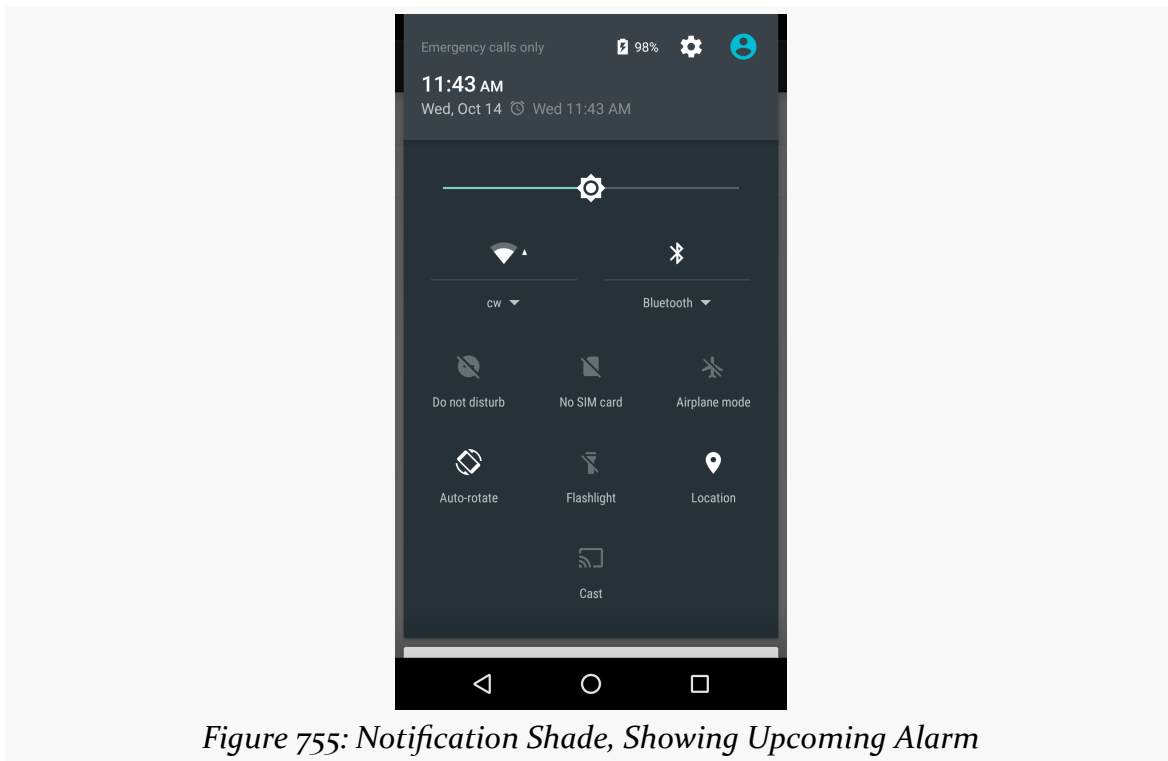 Emergency calls only 98%
11:43 AM
Wed, Oct 14 Wed 11:43 AM
cw Bluetooth
Do not disturb No SIM card Airplane mode
Auto-rotate Flashlight Location
Cast
Figure 755: Notification Shade, Showing Upcoming Alarm